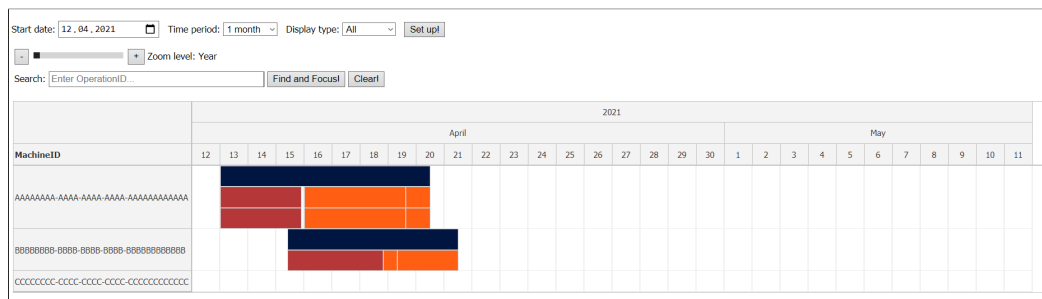 Start date: 12.04.2021 Time period: 1 month Display type: All Set up!
- + Zoom level: Year
Search: Enter OperationID... Find and Focus! Clear!
2021
April May
MachineID 12 13 14 15 16 17 18 19 20 21 22 23 24 25 26 27 28 29 30 1 2 3 4 5 6 7 8 9 10 11
AAAAAAAA-AAAA-AAAA-AAAA-AAAAAAAAAAAA
BBBBBBBB-BBBB-BBBB-BBBB-BBBBBBBBBBBB
CCCCCCCC-CCCC-CCCC-CCCC-CCCCCCCCCCCC